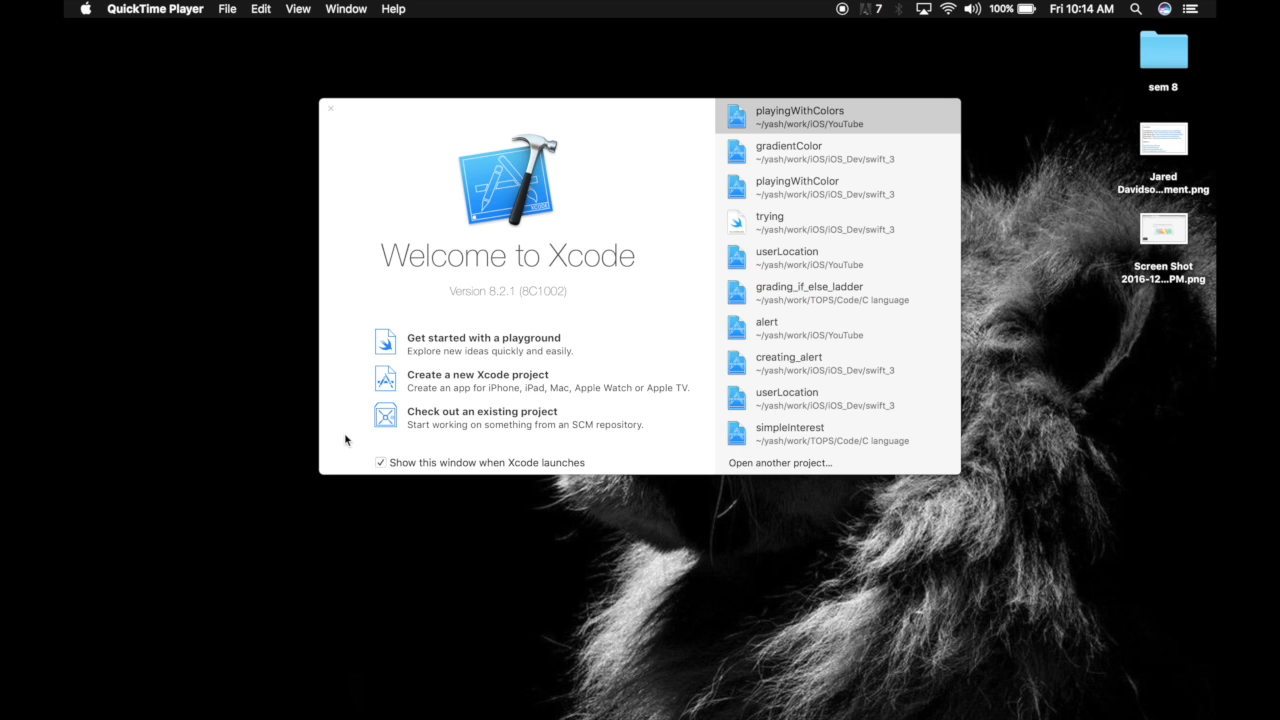 QuickTime Player File Edit View Window Help 7 100% Fri 10:14 AM
sem 8
Jared
Davidso...ment.png
Screen Shot
2016-12...PM.png
Welcome to Xcode
Version 8.2.1 (8C1002)
Get started with a playground
Explore new ideas quickly and easily.
Create a new Xcode project
Create an app for iPhone, iPad, Mac, Apple Watch or Apple TV.
Check out an existing project
Start working on something from an SCM repository.
Show this window when Xcode launches
playingWithColors
~/yash/work/iOS/YouTube
gradientColor
~/yash/work/iOS/iOS_Dev/swift_3
playingWithColor
~/yash/work/iOS/iOS_Dev/swift_3
trying
~/yash/work/iOS/iOS_Dev/swift_3
userLocation
~/yash/work/iOS/YouTube
grading_if_else_ladder
~/yash/work/TOPS/Code/C language
alert
~/yash/work/iOS/YouTube
creating_alert
~/yash/work/iOS/iOS_Dev/swift_3
userLocation
~/yash/work/iOS/iOS_Dev/swift_3
simpleInterest
~/yash/work/TOPS/Code/C language
Open another project...